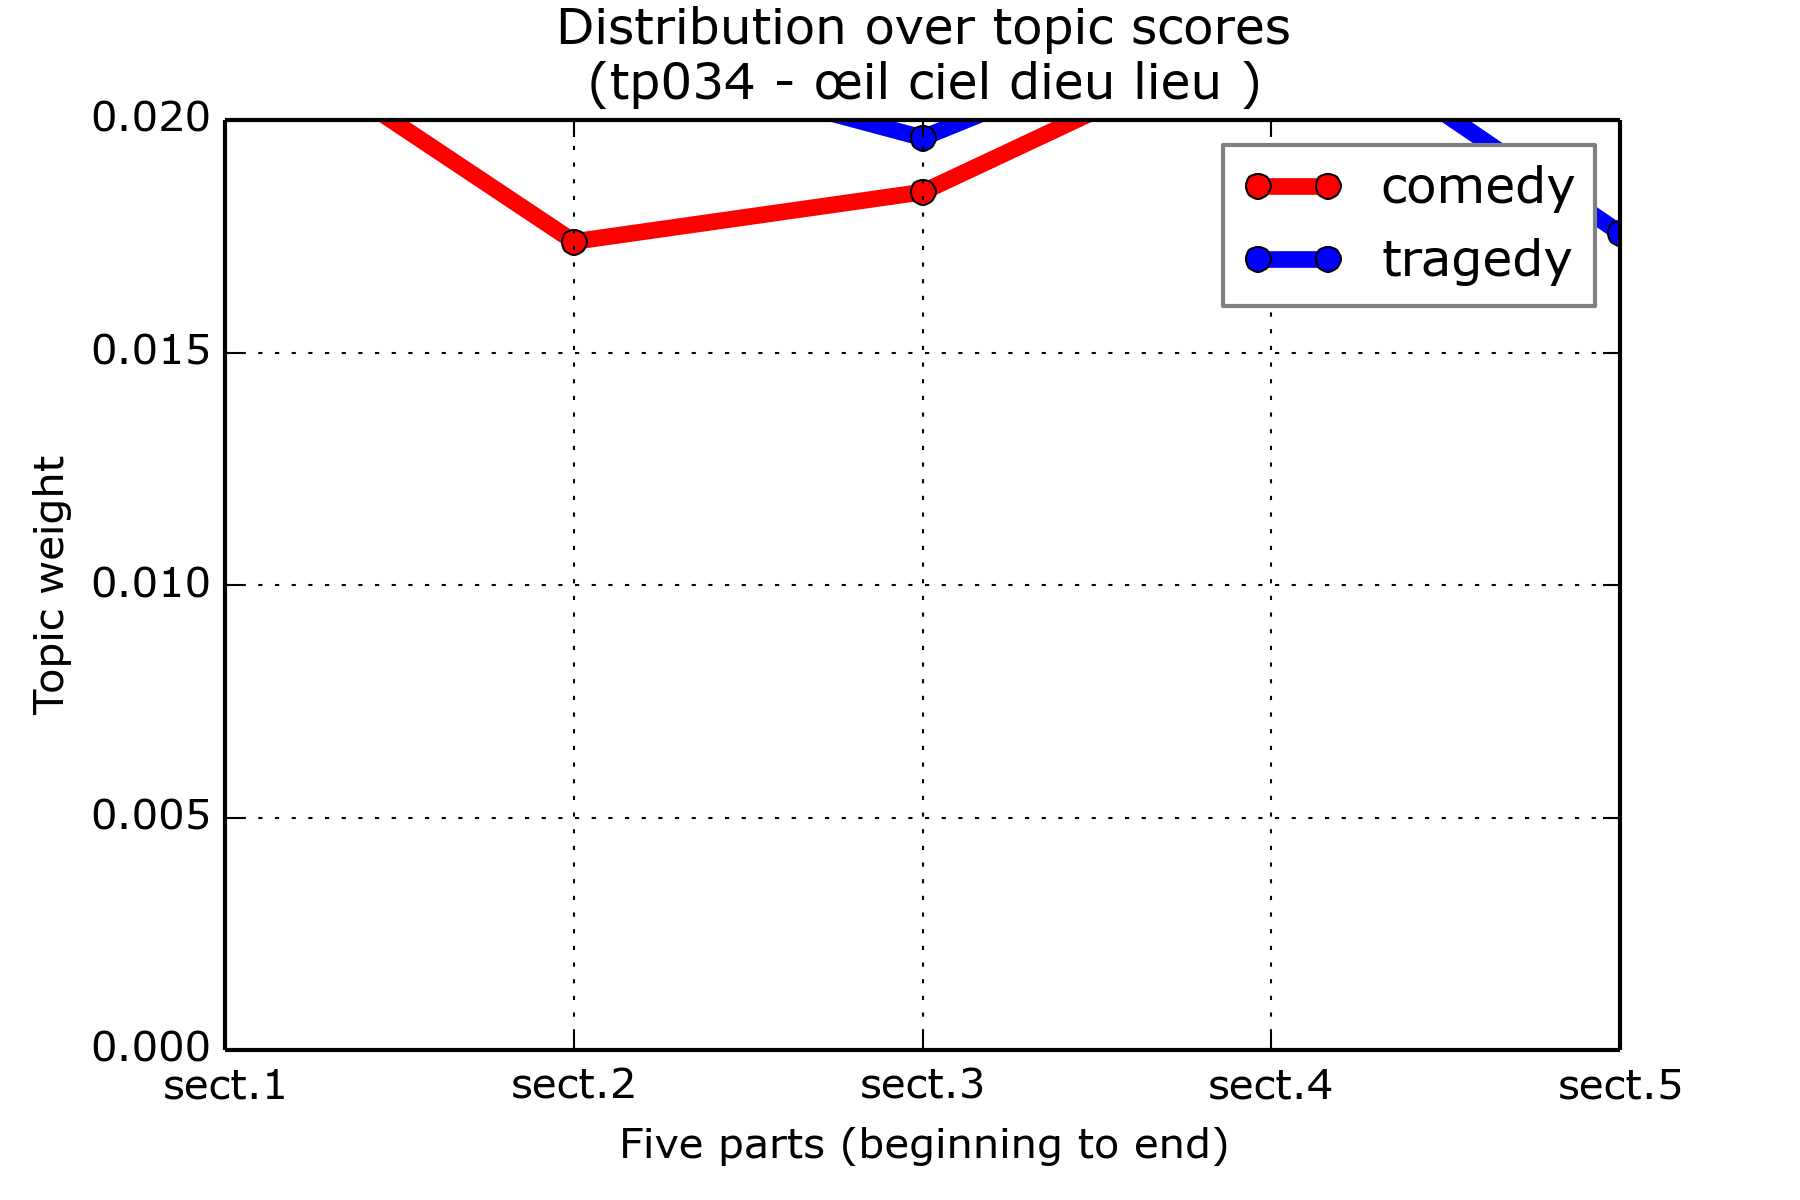 Distribution over topic scores
(tp034 - œil ciel dieu lieu )
0.020
0.015
0.010
0.005
0.000
Topic weight
comedy
tragedy
sect.1 sect.2 sect.3 sect.4 sect.5
Five parts (beginning to end)